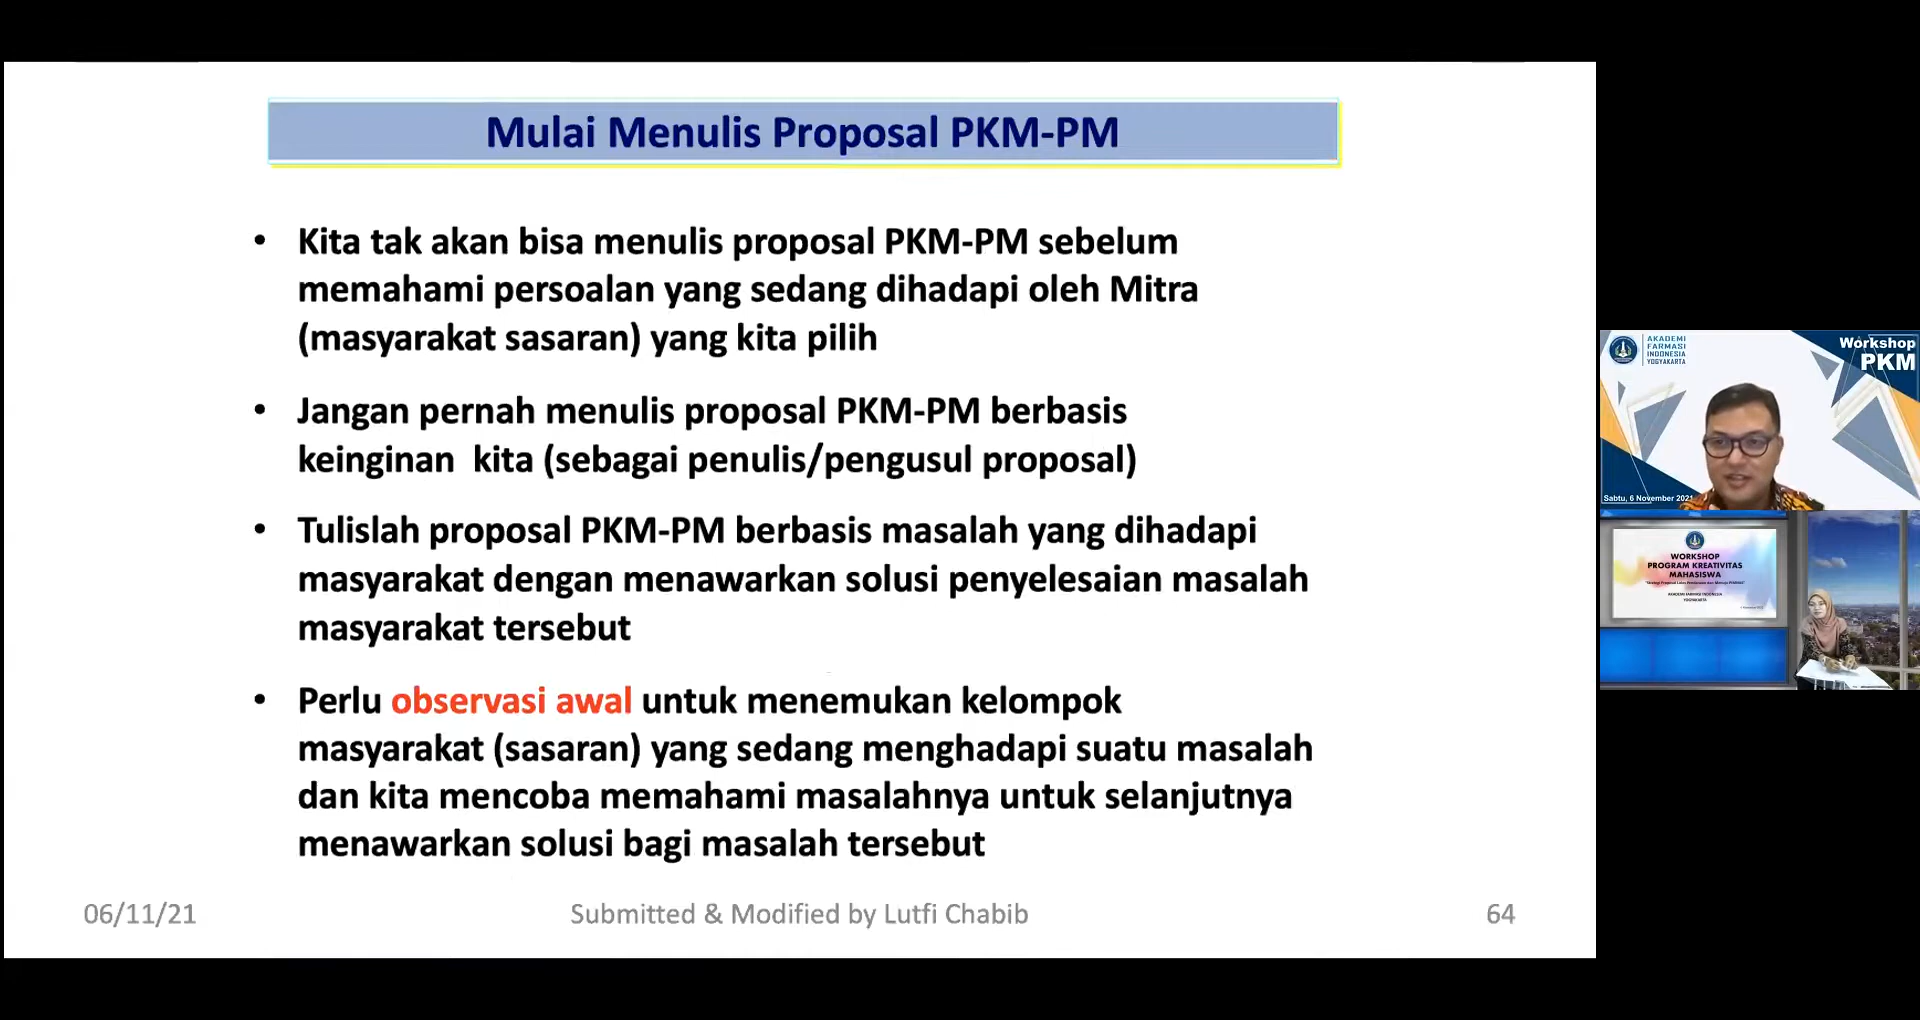 Mulai Menulis Proposal PKM-PM
• Kita tak akan bisa menulis proposal PKM-PM sebelum
memahami persoalan yang sedang dihadapi oleh Mitra
(masyarakat sasaran) yang kita pilih
• Jangan pernah menulis proposal PKM-PM berbasis
keinginan  kita (sebagai penulis/pengusul proposal)
• Tulislah proposal PKM-PM berbasis masalah yang dihadapi
masyarakat dengan menawarkan solusi penyelesaian masalah
masyarakat tersebut
• Perlu observasi awal untuk menemukan kelompok
masyarakat (sasaran) yang sedang menghadapi suatu masalah
dan kita mencoba memahami masalahnya untuk selanjutnya
menawarkan solusi bagi masalah tersebut
06/11/21
Submitted & Modified by Lutfi Chabib
64
AKADEMI
FARMASI
INDONESIA
YOGYAKARTA
Workshop
PKM
Sabtu, 6 November 2021
WORKSHOP
PROGRAM KREATIVITAS
MAHASISWA
AKADEMI FARMASI INDONESIA
YOGYAKARTA